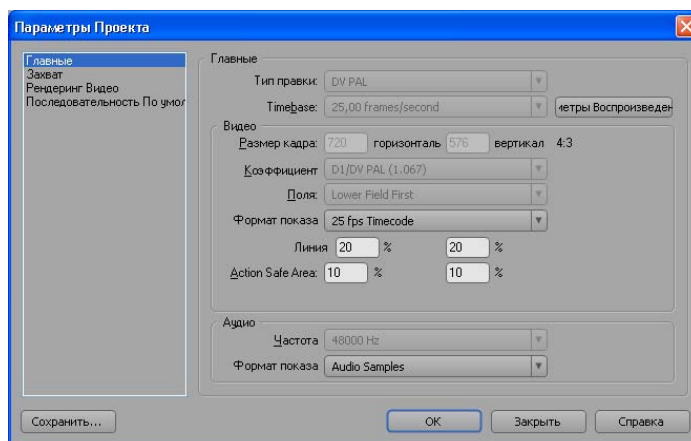 Параметры Проекта
Главные
Захват
Рендеринг Видео
Последовательность По умол
Главные
Тип правки: DV PAL
Timebase: 25,00 frames/second метры Воспроизведен
Видео
Размер кадра: 720 горизонталь 576 вертикал 4:3
Коэффициент D1/DV PAL (1.067)
Поля: Lower Field First
Формат показа 25 fps Timecode
Линия 20 % 20 %
Action Safe Area: 10 % 10 %
Аудио
Частота 48000 Hz
Формат показа Audio Samples
Сохранить... OK Закрыть Справка